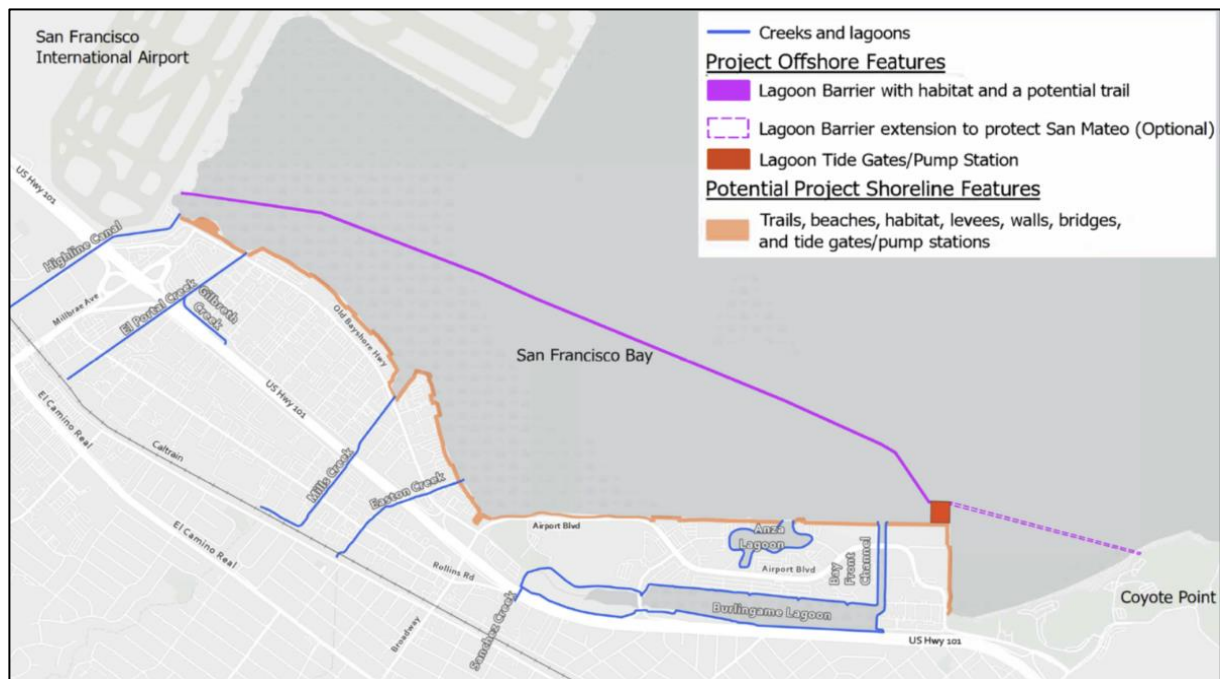 San Francisco
International Airport
Creeks and lagoons
Project Offshore Features
Lagoon Barrier with habitat and a potential trail
Lagoon Barrier extension to protect San Mateo (Optional)
Lagoon Tide Gates/Pump Station
Potential Project Shoreline Features
Trails, beaches, habitat, levees, walls, bridges,
and tide gates/pump stations
US Hwy 101
Highline Canal
Millbrae Ave
El Portal Creek
Gilbreth
Creek
Old Bayshore Hwy
San Francisco Bay
US Hwy 101
El Camino Real
Caltrain
Mills Creek
Easton Creek
El Camino Real
Airport Blvd
Anza
Lagoon
Airport Blvd
Bay
Front
Channel
Rollins Rd
Burlingame Lagoon
Coyote Point
Broadway
Sanchez Creek
US Hwy 101